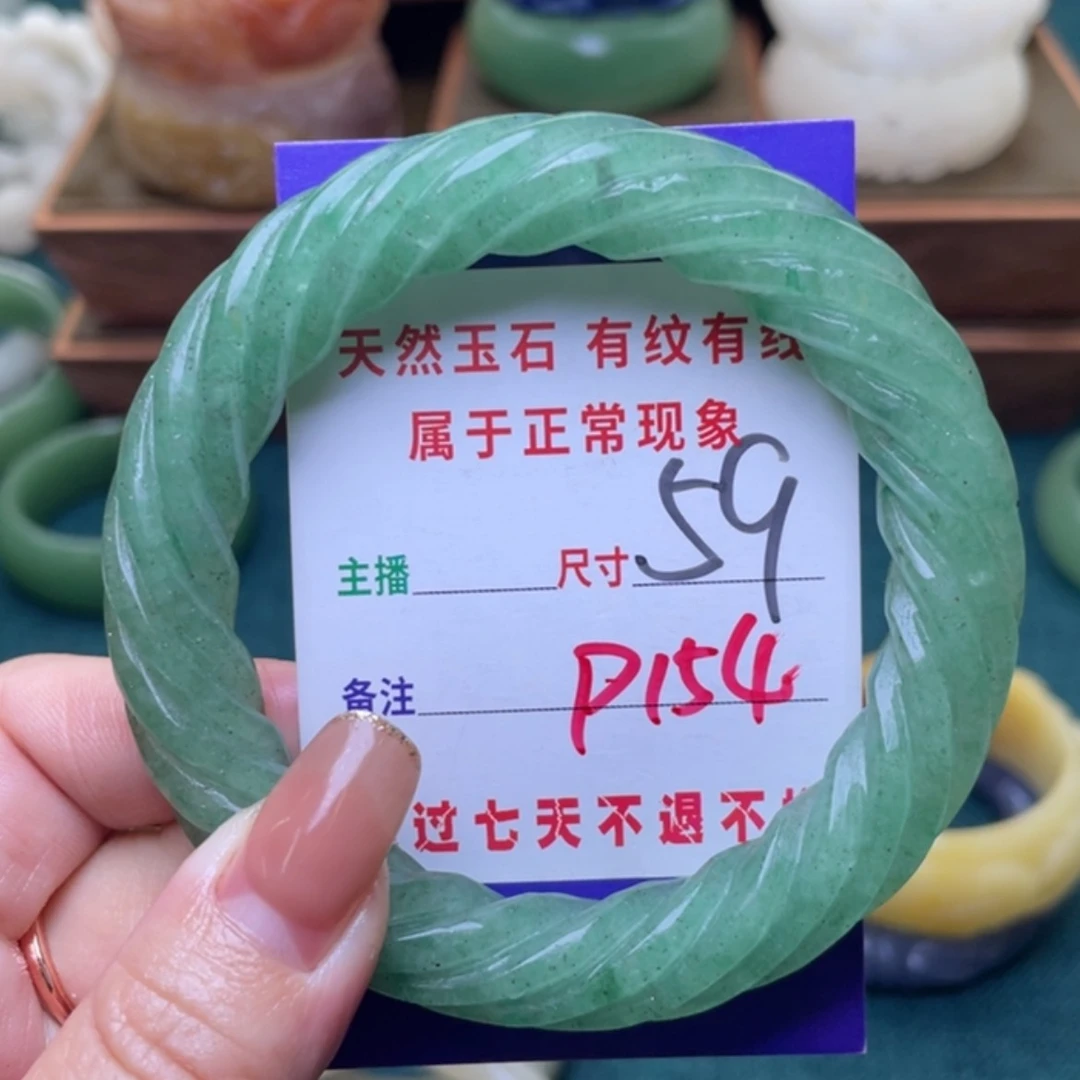 天然玉石 有纹有线
属于正常现象
主播 尺寸 59
备注 P154
过七天不退不